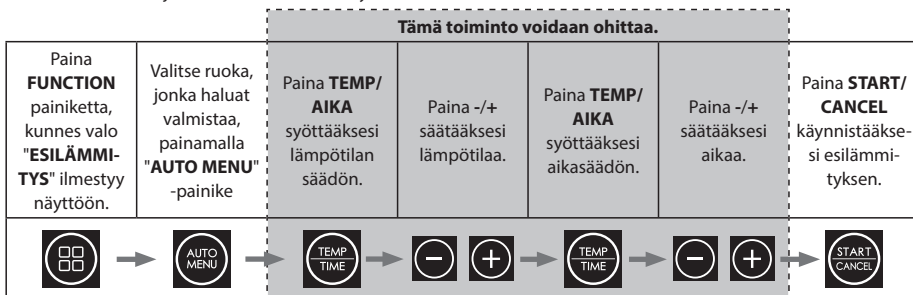 Tämä toiminto voidaan ohittaa.
Paina
FUNCTION
painiketta,
kunnes valo
"ESILÄMMI-
TYS" ilmestyy
näyttöön.
Valitse ruoka,
jonka haluat
valmistaa,
painamalla
"AUTO MENU"
-painike
Paina TEMP/
AIKA
syöttääksesi
lämpötilan
säädön.
Paina -/+
säätääksesi
lämpötilaa.
Paina TEMP/
AIKA
syöttääksesi
aikasäädön.
Paina -/+
säätääksesi
aikaa.
Paina START/
CANCEL
käynnistääkse-
si esilämmi-
tyksen.
AUTO
MENU
TEMP
TIME
- +
TEMP
TIME
- +
START
CANCEL